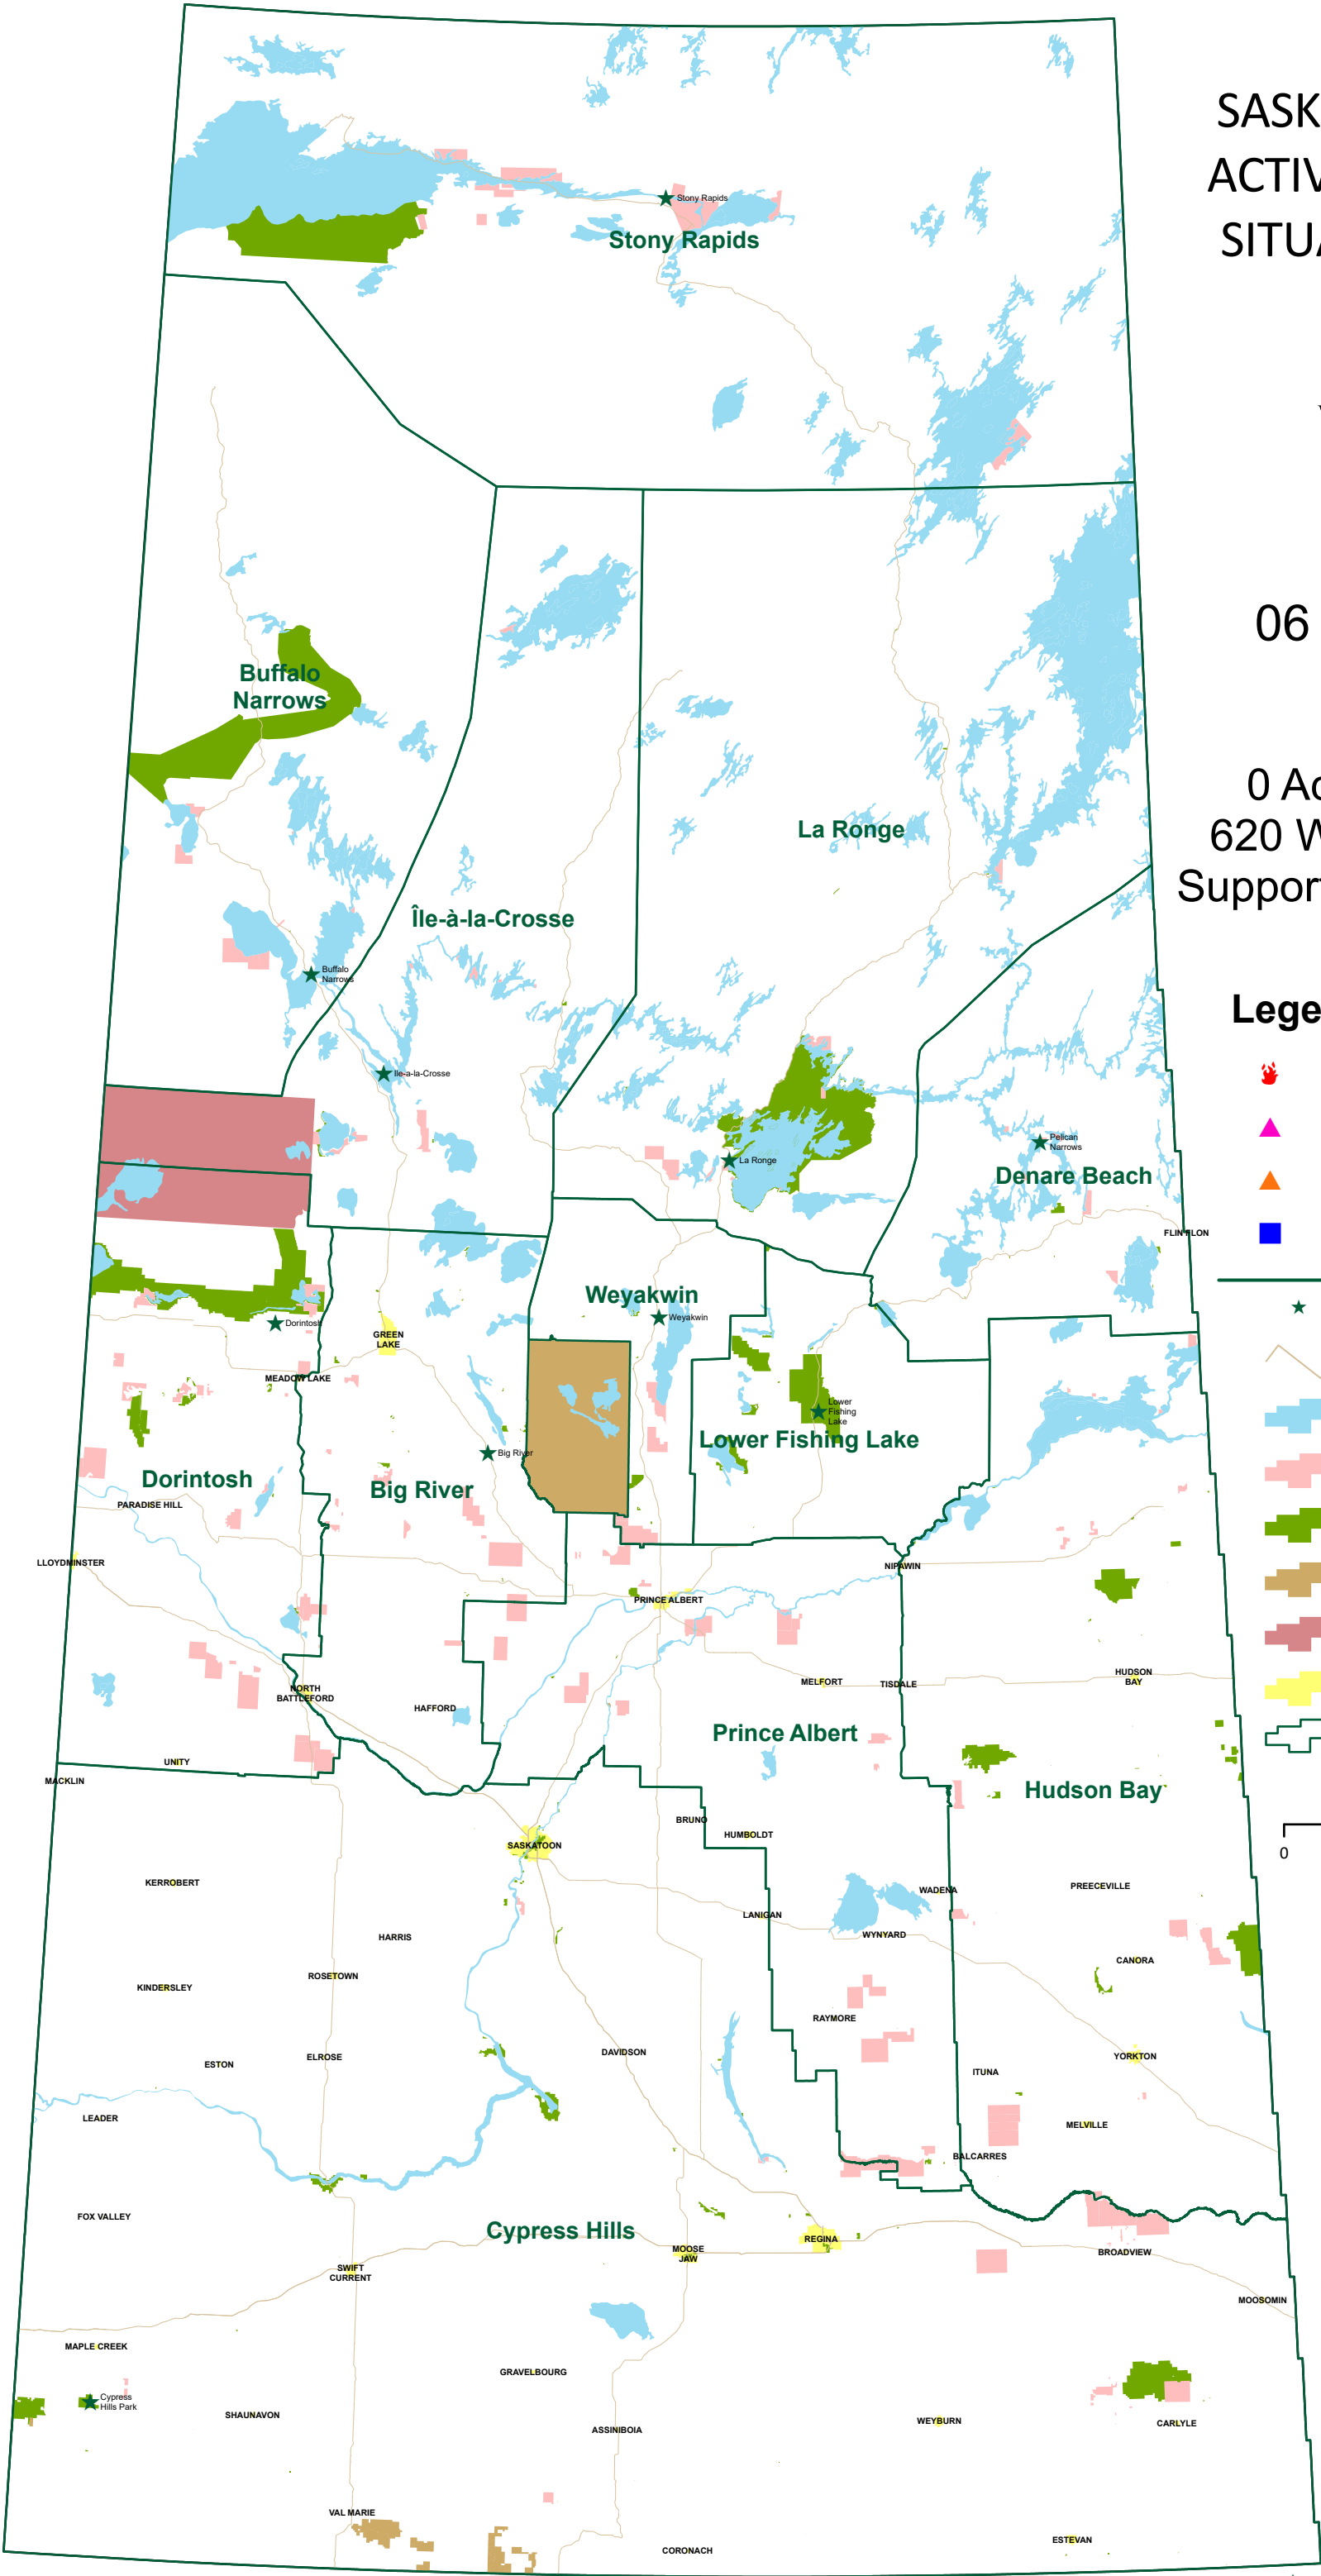 SASK
ACTIV
SITUA
06
0 Ac
620 W
Support
Lege
0
Stony Rapids
Stony Rapids
Buffalo
Narrows
La Ronge
Île-à-la-Crosse
Buffalo
Narrows
Ile-a-la-Crosse
La Ronge
Pelican
Narrows
Denare Beach
FLIN FLON
Weyakwin
Weyakwin
Dorintosh
GREEN
LAKE
MEADOW LAKE
Lower
Fishing
Lake
Lower Fishing Lake
Big River
Dorintosh
Big River
PARADISE HILL
LLOYDMINSTER
NIPAWIN
PRINCE ALBERT
HUDSON
BAY
MELFORT
TISDALE
NORTH
BATTLEFORD
HAFFORD
Prince Albert
UNITY
MACKLIN
Hudson Bay
BRUNO
HUMBOLDT
SASKATOON
KERROBERT
PREECEVILLE
WADENA
LANIGAN
WYNYARD
HARRIS
CANORA
ROSETOWN
KINDERSLEY
RAYMORE
DAVIDSON
YORKTON
ELROSE
ESTON
ITUNA
LEADER
MELVILLE
BALCARRES
FOX VALLEY
Cypress Hills
REGINA
MOOSE
JAW
BROADVIEW
SWIFT
CURRENT
MOOSOMIN
MAPLE CREEK
GRAVELBOURG
Cypress
Hills Park
SHAUNAVON
WEYBURN
CARLYLE
ASSINIBOIA
VAL MARIE
ESTEVAN
CORONACH